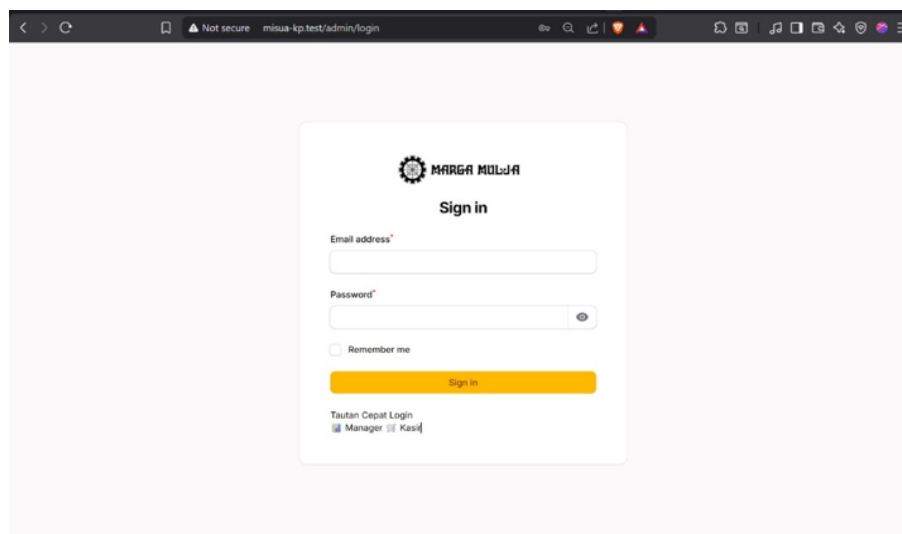 Not secure misua-kp.test/admin/login
MARGA MULJA
Sign in
Email address*
Password*
Remember me
Sign in
Tautan Cepat Login
Manager Kasir